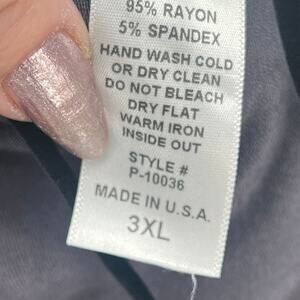 95% RAYON
5% SPANDEX
HAND WASH COLD
OR DRY CLEAN
DO NOT BLEACH
DRY FLAT
WARM IRON
INSIDE OUT
STYLE #
P-10036
MADE IN U.S.A.
3XL